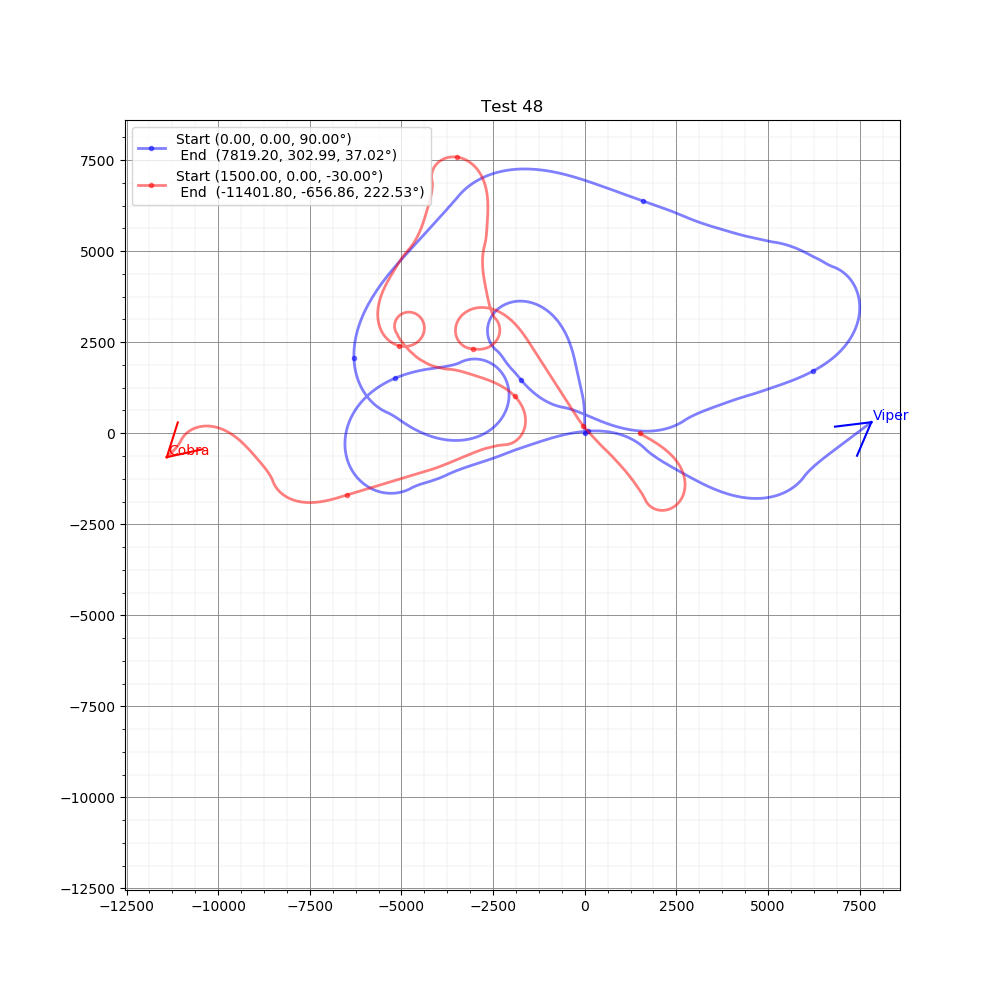 Test 48
Start (0.00, 0.00, 90.00°)
End  (7819.20, 302.99, 37.02°)
Start (1500.00, 0.00, -30.00°)
End  (-11401.80, -656.86, 222.53°)
7500
5000
2500
0
−2500
−5000
−7500
−10000
−12500
Viper
Cobra
−12500 −10000 −7500 −5000 −2500 0 2500 5000 7500